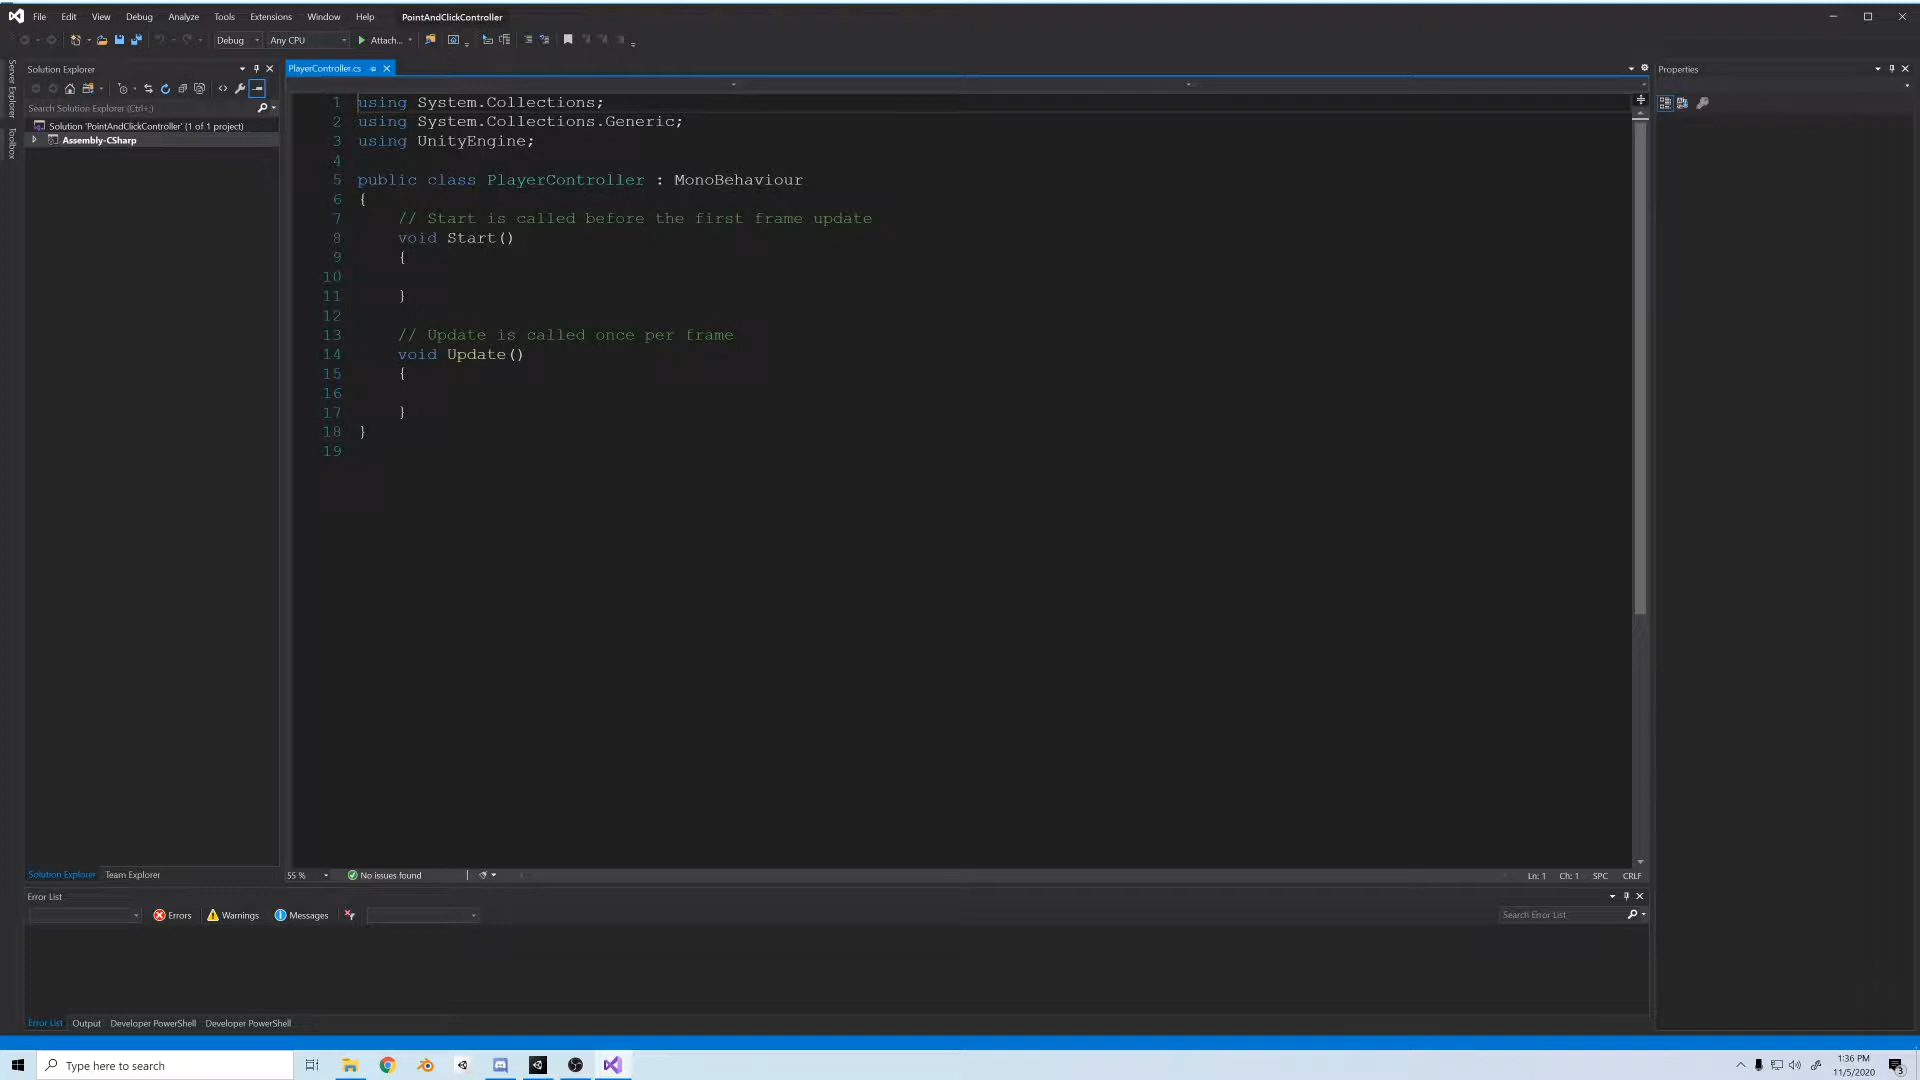 File Edit View Debug Analyze Tools Extensions Window Help PointAndClickController
Debug Any CPU Attach...
Server Explorer
Toolbox
Solution Explorer
Search Solution Explorer (Ctrl+;)
Solution 'PointAndClickController' (1 of 1 project)
Assembly-CSharp
PlayerController.cs
1 using System.Collections;
2 using System.Collections.Generic;
3 using UnityEngine;
4
5 public class PlayerController : MonoBehaviour
6 {
7 // Start is called before the first frame update
8 void Start()
9 {
10
11 }
12
13 // Update is called once per frame
14 void Update()
15 {
16
17 }
18 }
19
Properties
Solution Explorer Team Explorer
55 % No issues found Ln: 1 Ch: 1 SPC CRLF
Error List
Errors Warnings Messages Search Error List
Error List Output Developer PowerShell Developer PowerShell
Type here to search
1:36 PM
11/5/2020
3